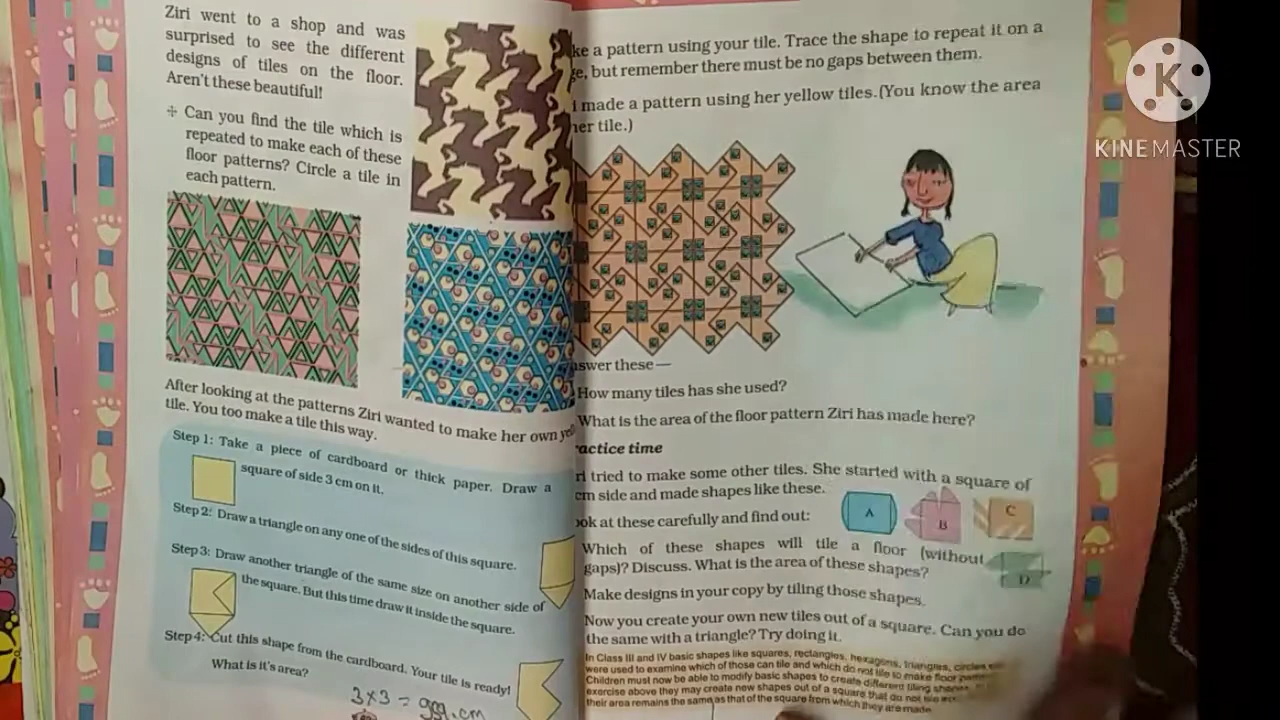 Ziri went to a shop and was
surprised to see the different
designs of tiles on the floor.
Aren't these beautiful!
Can you find the tile which is
repeated to make each of these
floor patterns? Circle a tile in
each pattern.
After looking at the patterns Ziri wanted to make her own
tile. You too make a tile this way.
Step 1: Take a piece of cardboard or thick paper. Draw a
square of side 3 cm on it.
Step 2: Draw a triangle on any one of the sides of this square.
Step 3: Draw another triangle of the same size on another side of
the square. But this time draw it inside the square.
Step 4: Cut this shape from the cardboard. Your tile is ready!
What is it's area?
3×3 =
ke a pattern using your tile. Trace the shape to repeat it on a
ge, but remember there must be no gaps between them.
i made a pattern using her yellow tiles.(You know the area
her tile.)
KINEMASTER
swer these —
How many tiles has she used?
What is the area of the floor pattern Ziri has made here?
ractice time
ri tried to make some other tiles. She started with a square of
cm side and made shapes like these.
A
B
C
ok at these carefully and find out:
Which of these shapes will tile a floor (without
gaps)? Discuss. What is the area of these shapes?
D
Make designs in your copy by tiling those shapes.
Now you create your own new tiles out of a square. Can you do
the same with a triangle? Try doing it.
In Class III and IV basic shapes like squares, rectangles, hexagons, triangles, circles
were used to examine which of those can tile and which do not tile to make floor
Children must now be able to modify basic shapes to create different tiling
exercise above they may create new shapes out of a square that do not tile
their area remains the same as that of the square from which they are made.